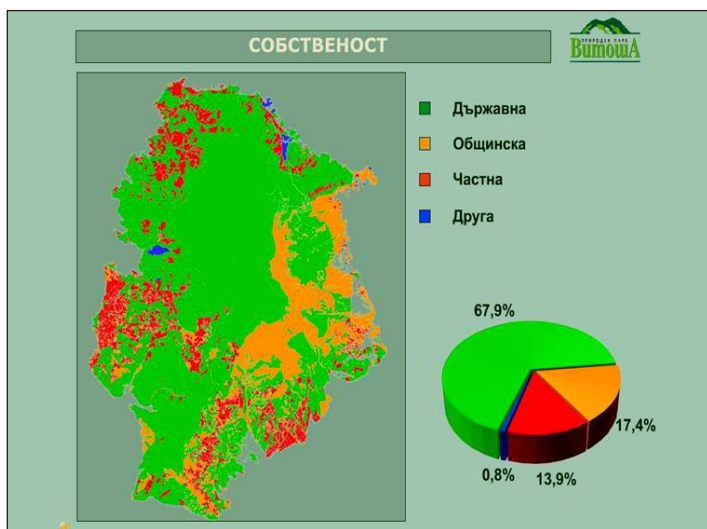 СОБСТВЕНОСТ
ПРИРОДЕН ПАРК
ВитошА
Държавна
Общинска
Частна
Друга
67,9%
17,4%
13,9%
0,8%